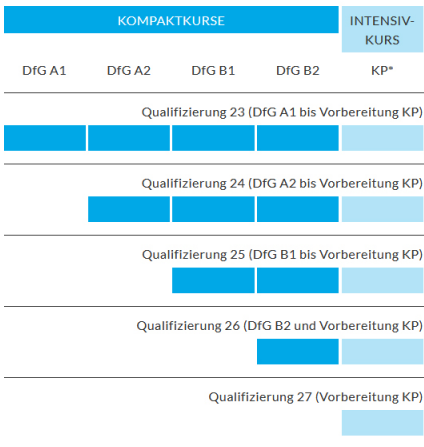 KOMPAKTKURSE
INTENSIV-
KURS
DfG A1 DfG A2 DfG B1 DfG B2 KP*
Qualifizierung 23 (DfG A1 bis Vorbereitung KP)
Qualifizierung 24 (DfG A2 bis Vorbereitung KP)
Qualifizierung 25 (DfG B1 bis Vorbereitung KP)
Qualifizierung 26 (DfG B2 und Vorbereitung KP)
Qualifizierung 27 (Vorbereitung KP)